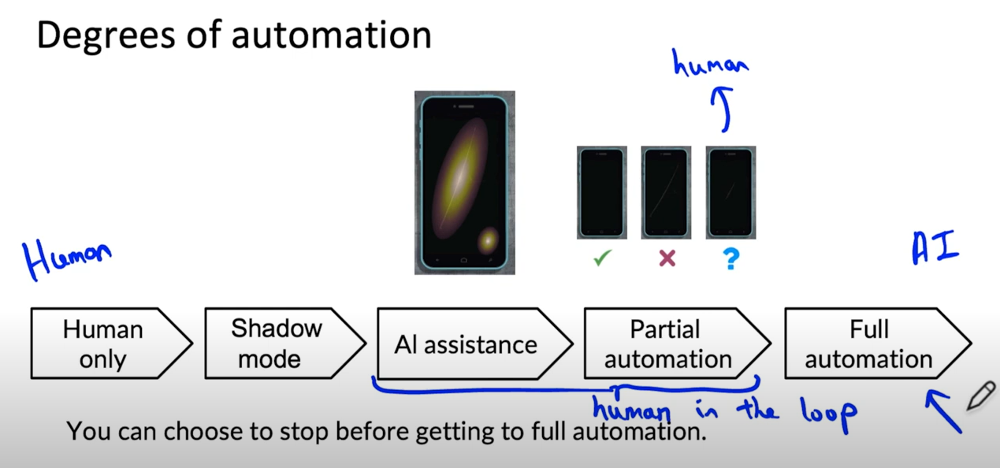 Degrees of automation
human
✓ ✗ ?
Human
AI
Human
only
Shadow
mode
AI assistance
Partial
automation
Full
automation
human in the loop
You can choose to stop before getting to full automation.